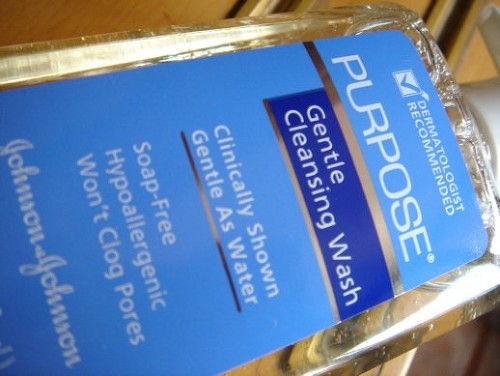 DERMATOLOGIST
RECOMMENDED
PURPOSE®
Gentle
Cleansing Wash
Clinically Shown
Gentle As Water
Soap-Free
Hypoallergenic
Won't Clog Pores
Johnson & Johnson